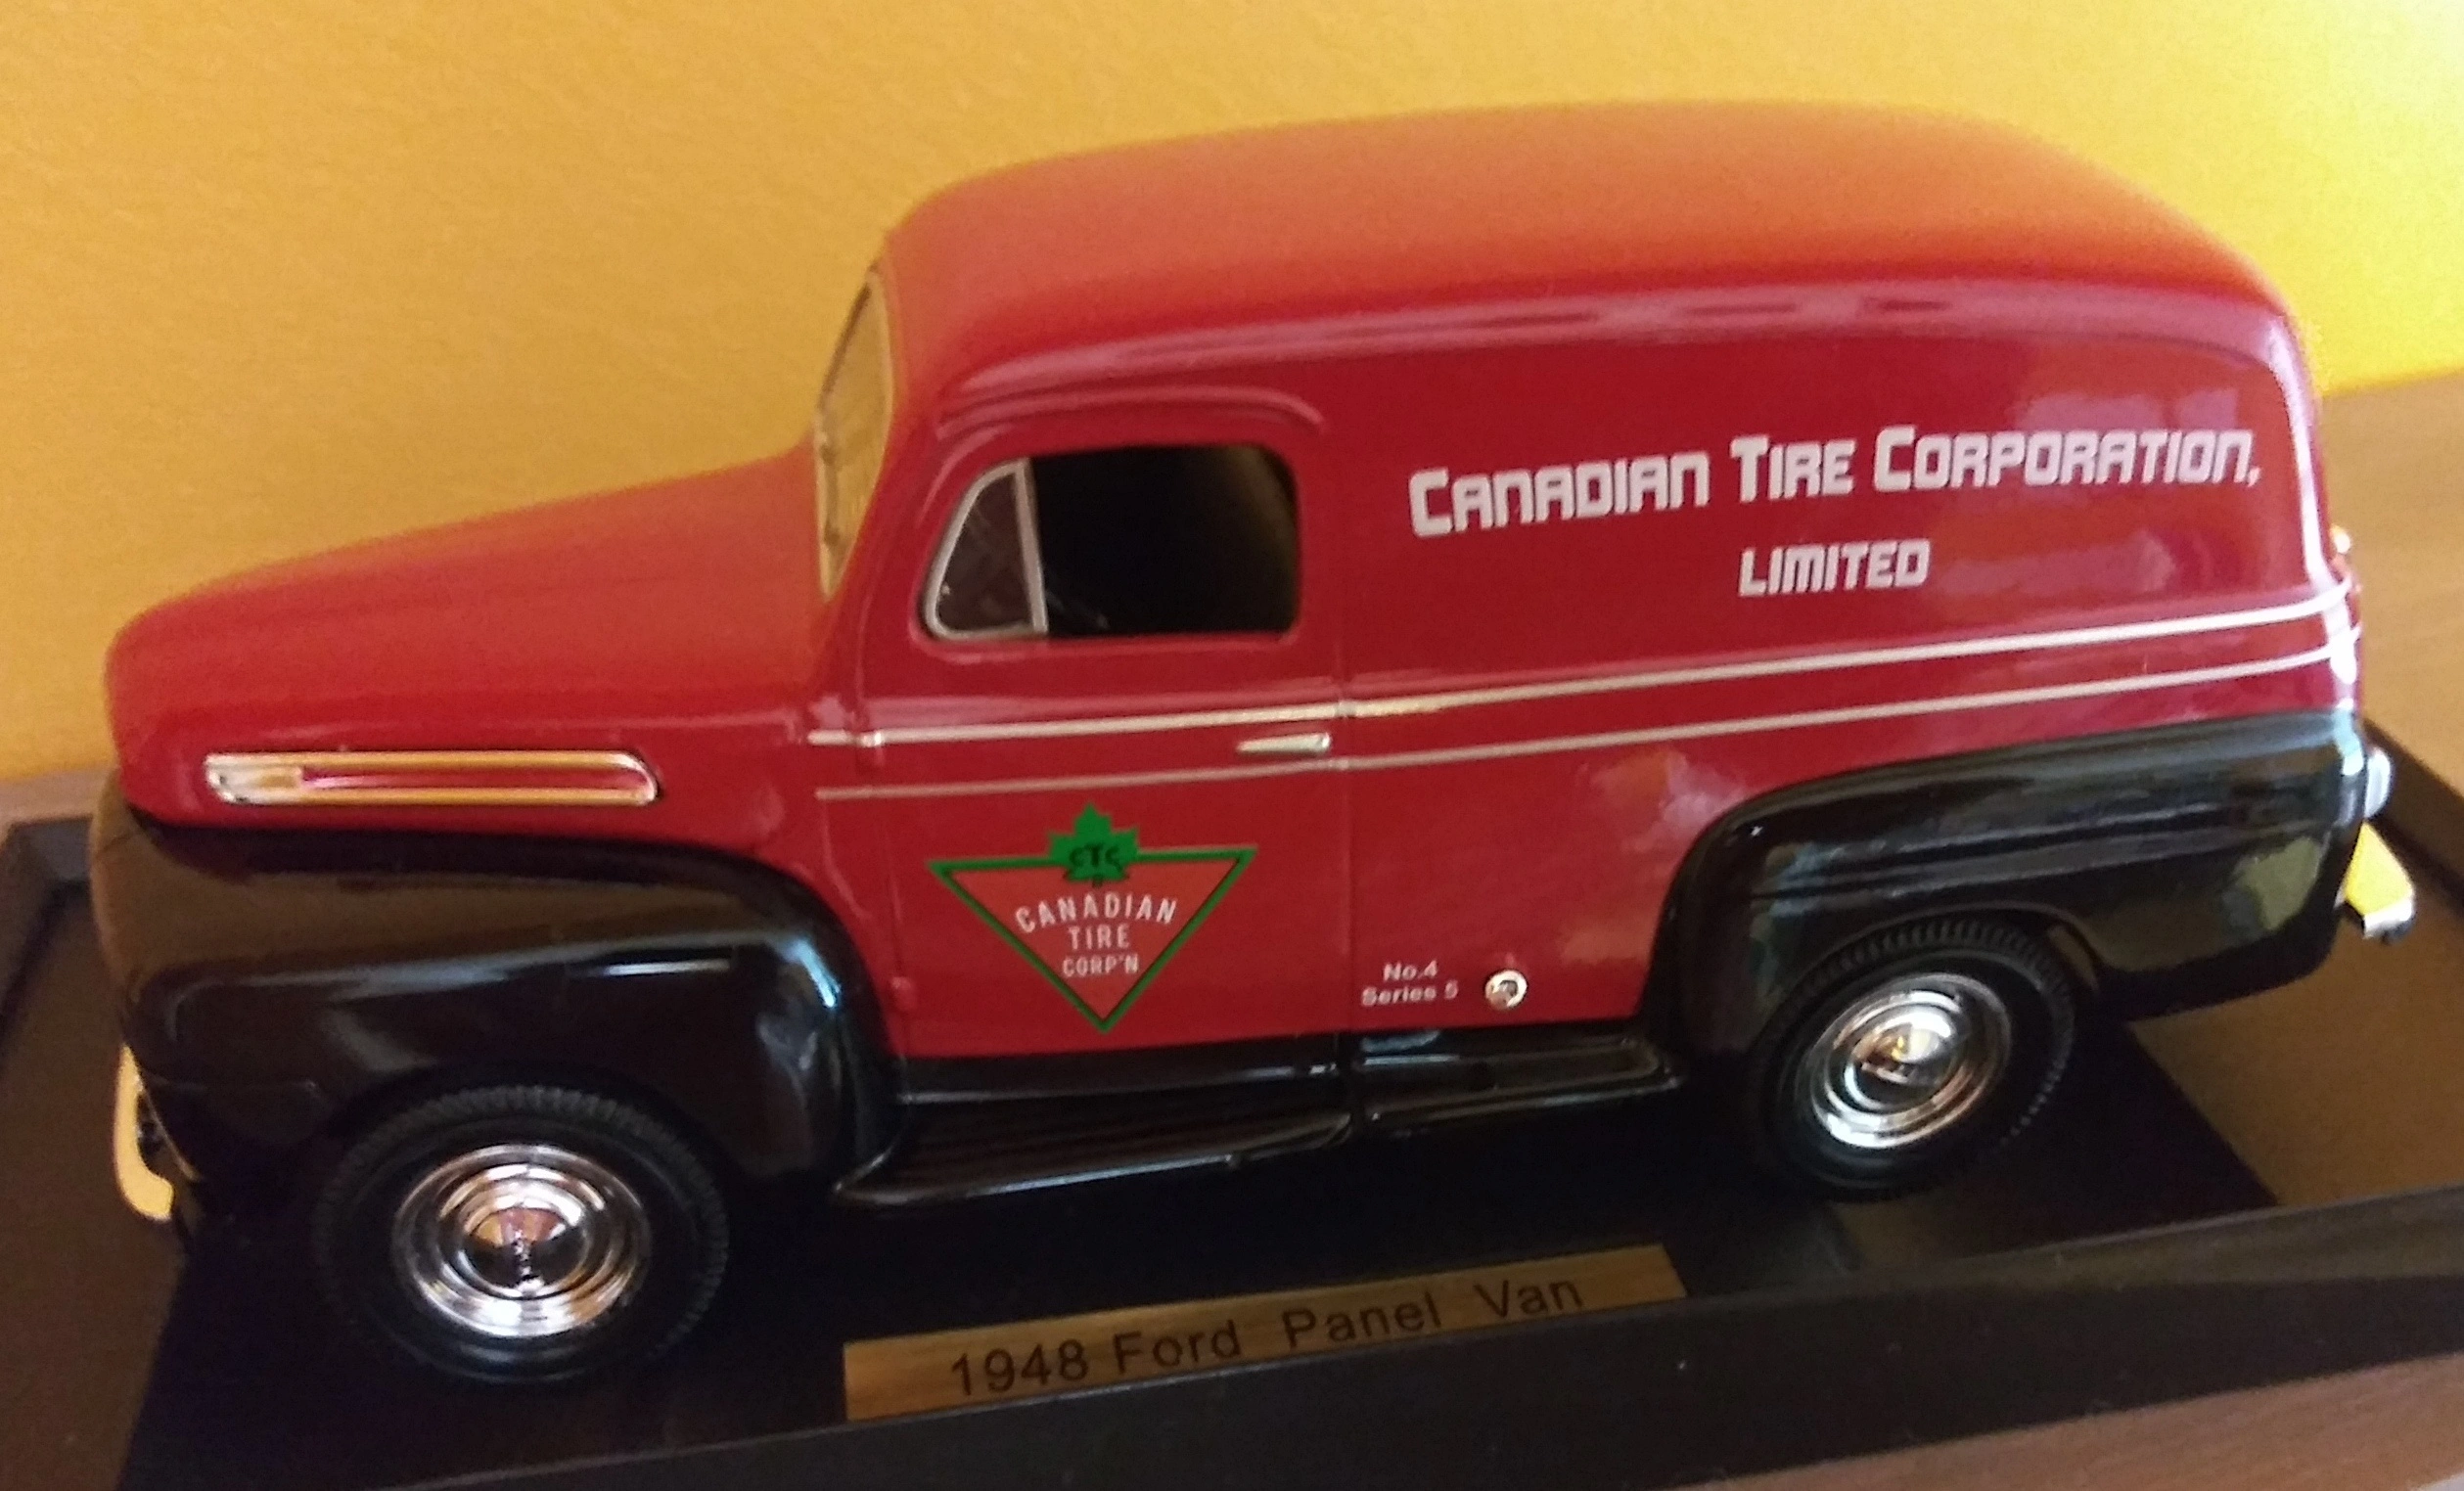 CANADIAN TIRE CORPORATION,
LIMITED
CTC
CANADIAN
TIRE
CORP'N
No.4
Series 5
1948 Ford Panel Van